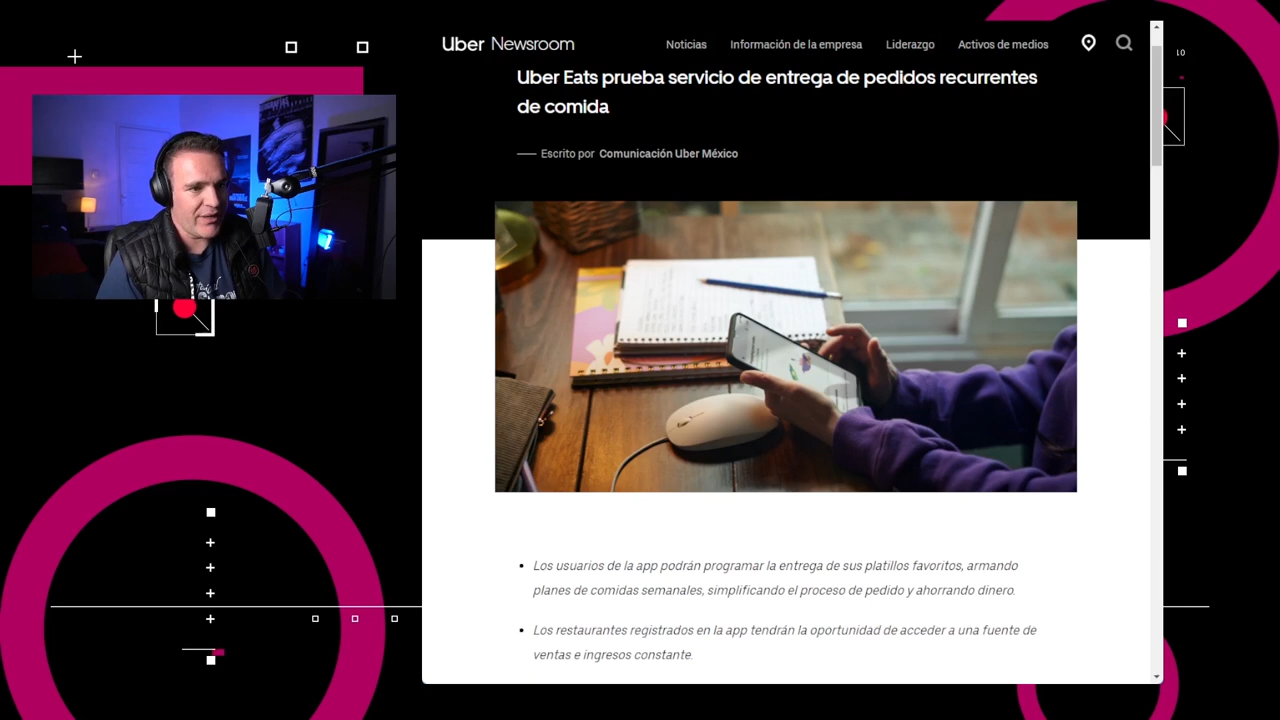 Uber Newsroom
Noticias
Información de la empresa
Liderazgo
Activos de medios
10
Uber Eats prueba servicio de entrega de pedidos recurrentes
de comida
Escrito por Comunicación Uber México
Los usuarios de la app podrán programar la entrega de sus platillos favoritos, armando
planes de comidas semanales, simplificando el proceso de pedido y ahorrando dinero.
Los restaurantes registrados en la app tendrán la oportunidad de acceder a una fuente de
ventas e ingresos constante.